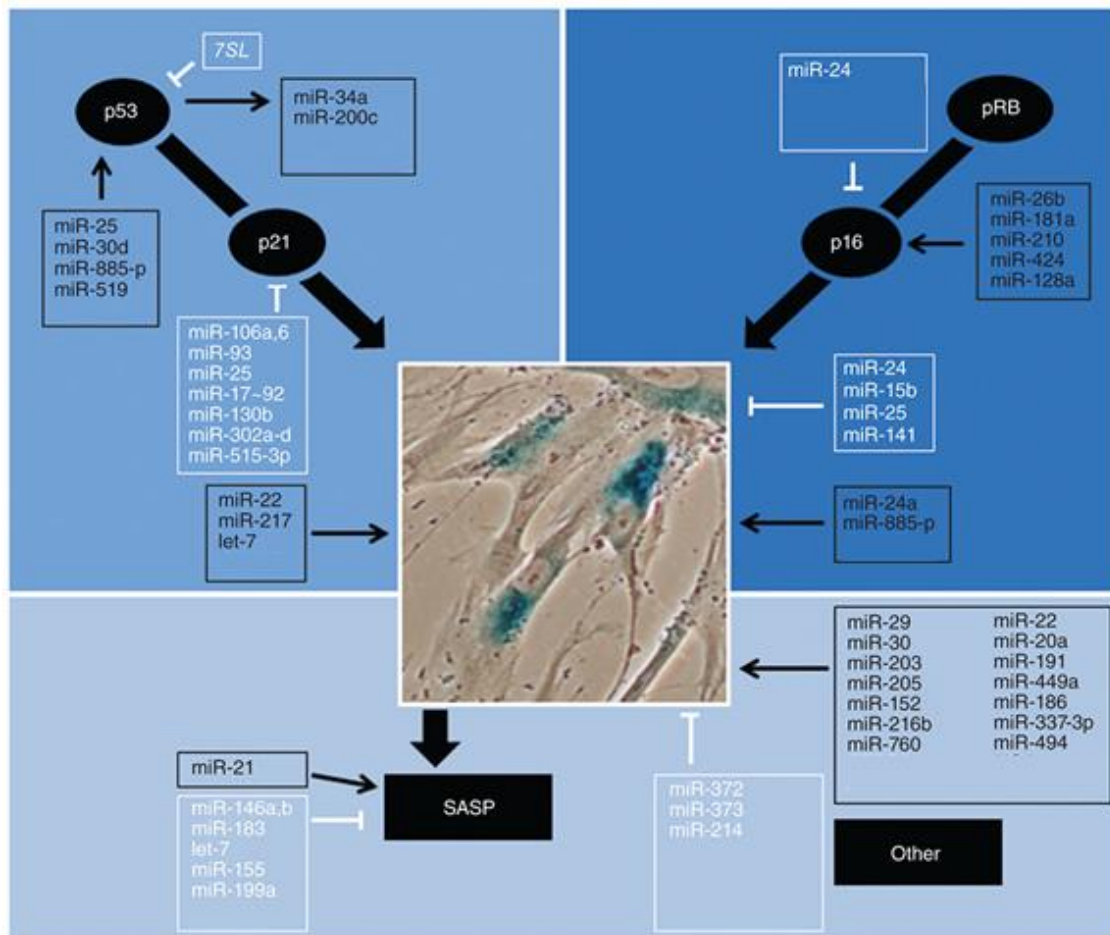 7SL
p53
miR-34a
miR-200c
miR-25
miR-30d
miR-885-p
miR-519
p21
miR-106a,6
miR-93
miR-25
miR-17~92
miR-130b
miR-302a-d
miR-515-3p
miR-22
miR-217
let-7
miR-24
pRB
p16
miR-26b
miR-181a
miR-210
miR-424
miR-128a
miR-24
miR-15b
miR-25
miR-141
miR-24a
miR-885-p
miR-21
miR-146a,b
miR-183
let-7
miR-155
miR-199a
SASP
miR-372
miR-373
miR-214
miR-29 miR-22
miR-30 miR-20a
miR-203 miR-191
miR-205 miR-449a
miR-152 miR-186
miR-216b miR-337-3p
miR-760 miR-494
Other